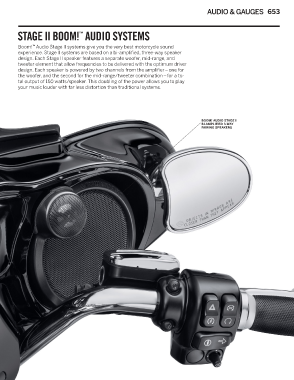 AUDIO & GAUGES 653
STAGE II BOOM!™ AUDIO SYSTEMS
Boom!™ Audio Stage II systems give you the very best motorcycle sound
experience. Stage II systems are based on a bi-amplified, three-way speaker
design. Each Stage II speaker features a separate woofer, mid-range, and
tweeter element that allow frequencies to be delivered with the optimum driver
design. Each speaker is powered by two channels from the amplifier – one for
the woofer and the second for the mid-range/tweeter combination – for a to-
tal output of 150 watts/speaker. This doubling of the power allows you to play
your music louder with far less distortion than traditional systems.
BOOM! AUDIO STAGE II
BI-AMPLIFIED 3-WAY
FAIRING SPEAKERS
OBJECTS IN MIRROR ARE
CLOSER THAN THEY APPEAR